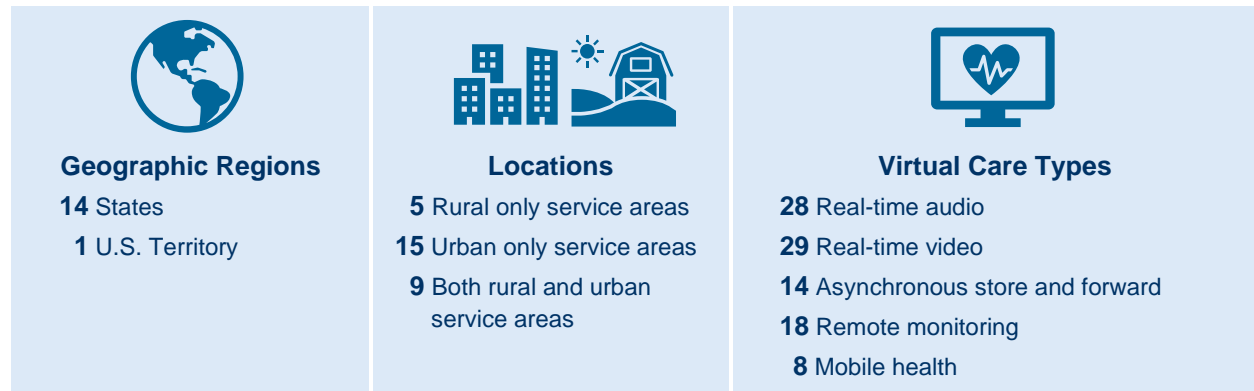 Geographic Regions
14 States
1 U.S. Territory
Locations
5 Rural only service areas
15 Urban only service areas
9 Both rural and urban
service areas
Virtual Care Types
28 Real-time audio
29 Real-time video
14 Asynchronous store and forward
18 Remote monitoring
8 Mobile health